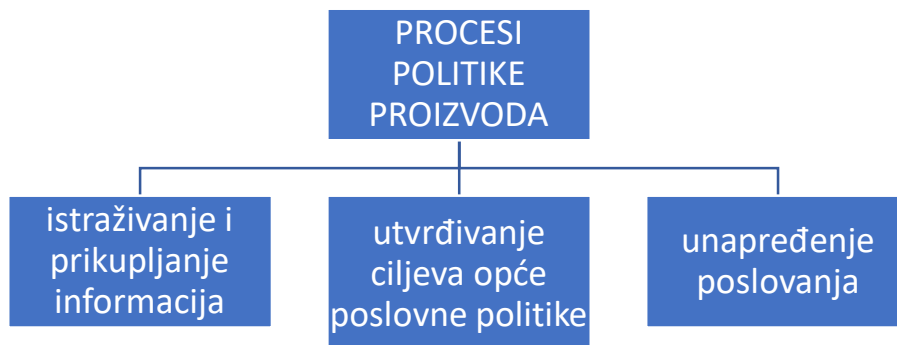 PROCESI
POLITIKE
PROIZVODA
istraživanje i
prikupljanje
informacija
utvrđivanje
ciljeva opće
poslovne politike
unapređenje
poslovanja